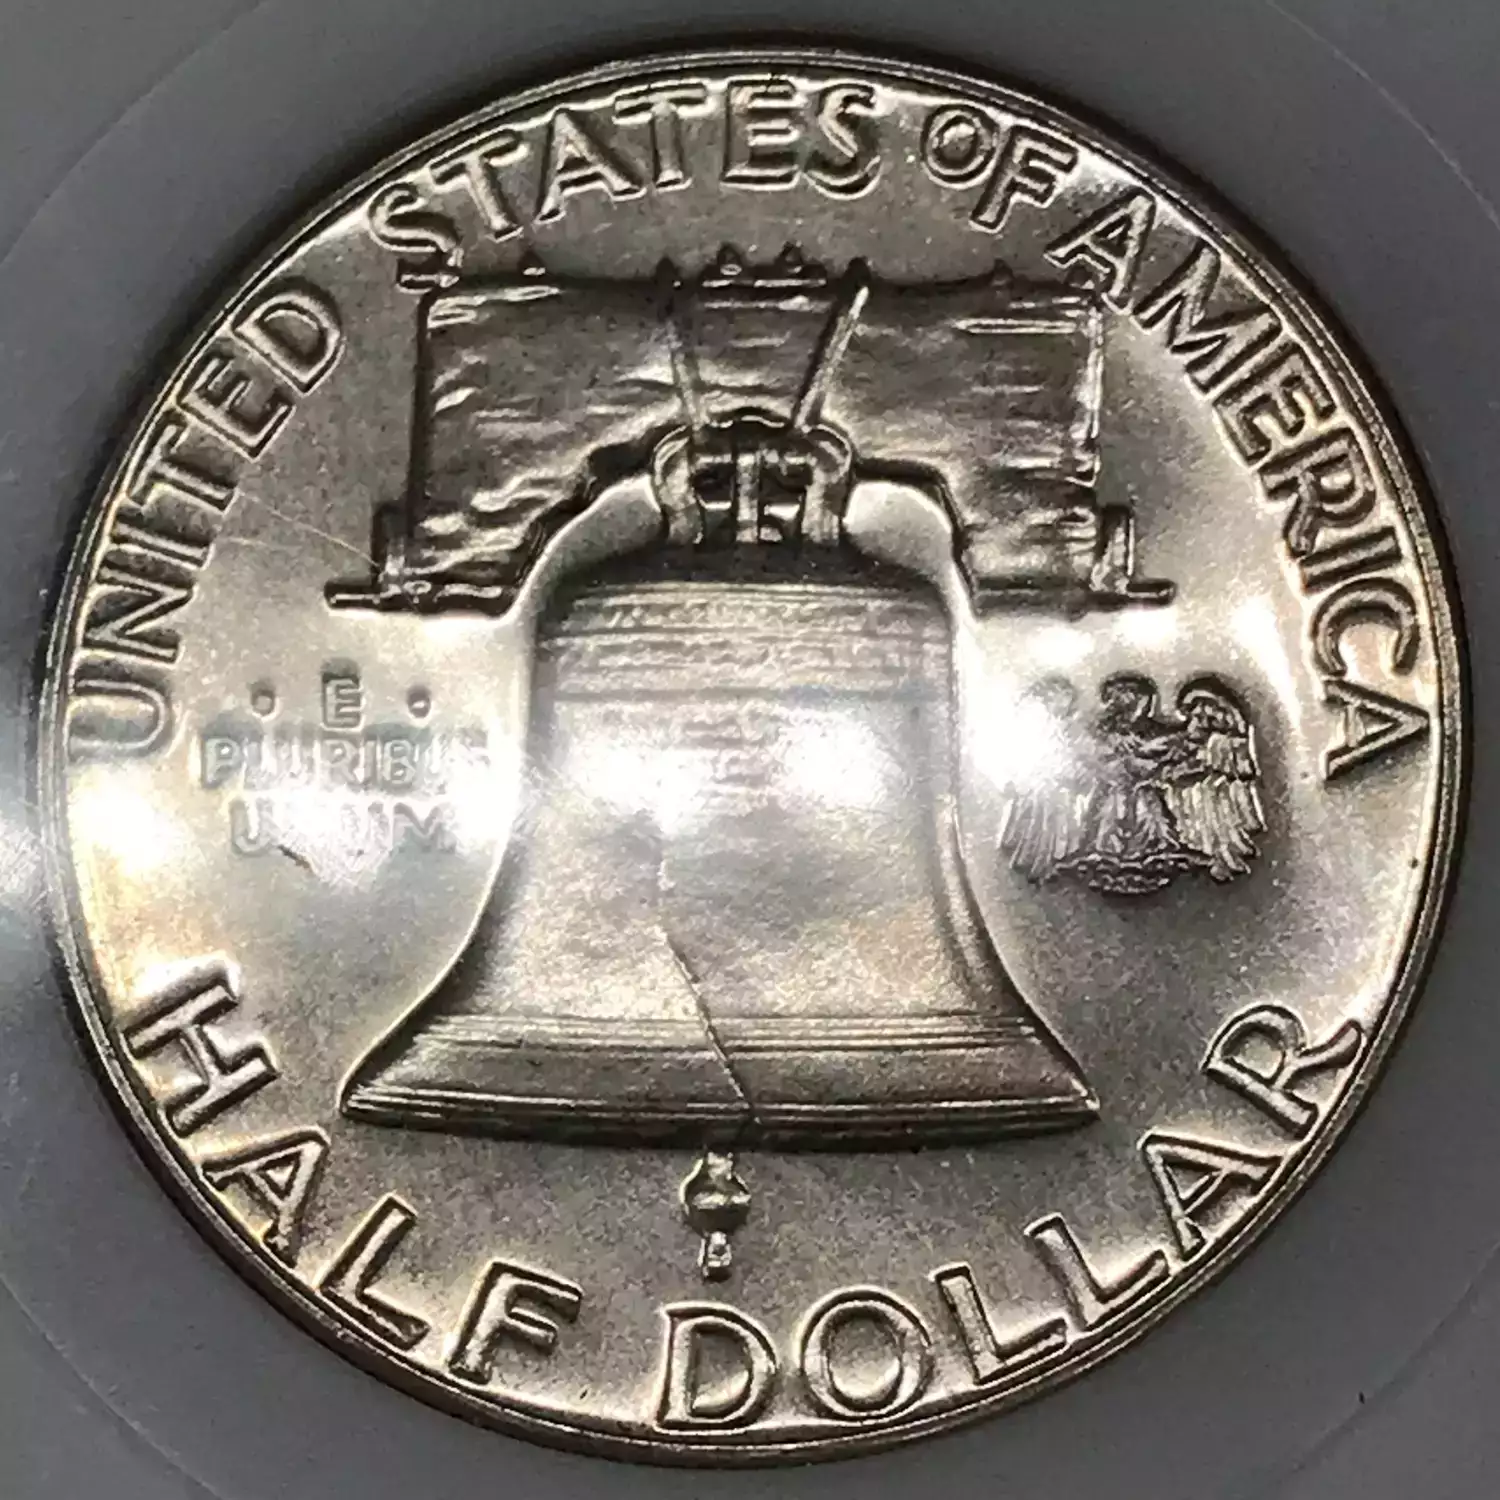 UNITED STATES OF AMERICA
· E ·
PLURIBUS
UNUM
HALF DOLLAR